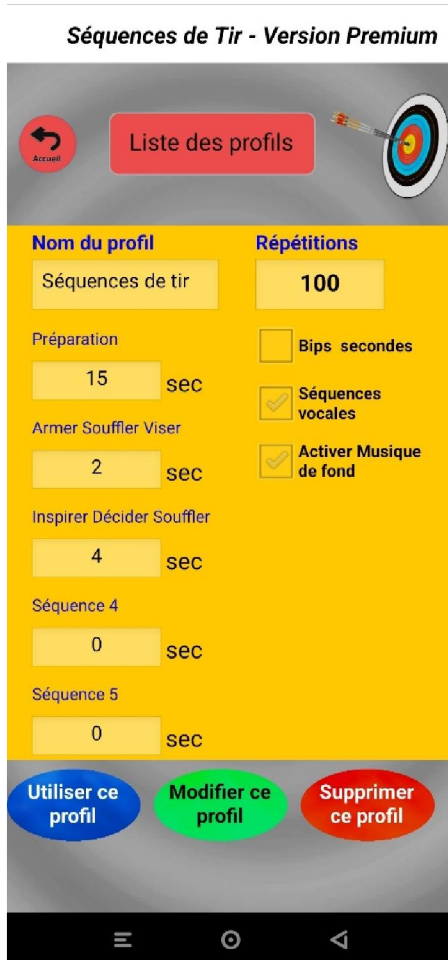 Séquences de Tir - Version Premium
Accueil
Liste des profils
Nom du profil
Répétitions
Séquences de tir
100
Préparation
Bips secondes
15
sec
Séquences
vocales
Armer Souffler Viser
Activer Musique
de fond
2
sec
Inspirer Décider Souffler
4
sec
Séquence 4
0
sec
Séquence 5
0
sec
Utiliser ce
profil
Modifier ce
profil
Supprimer
ce profil